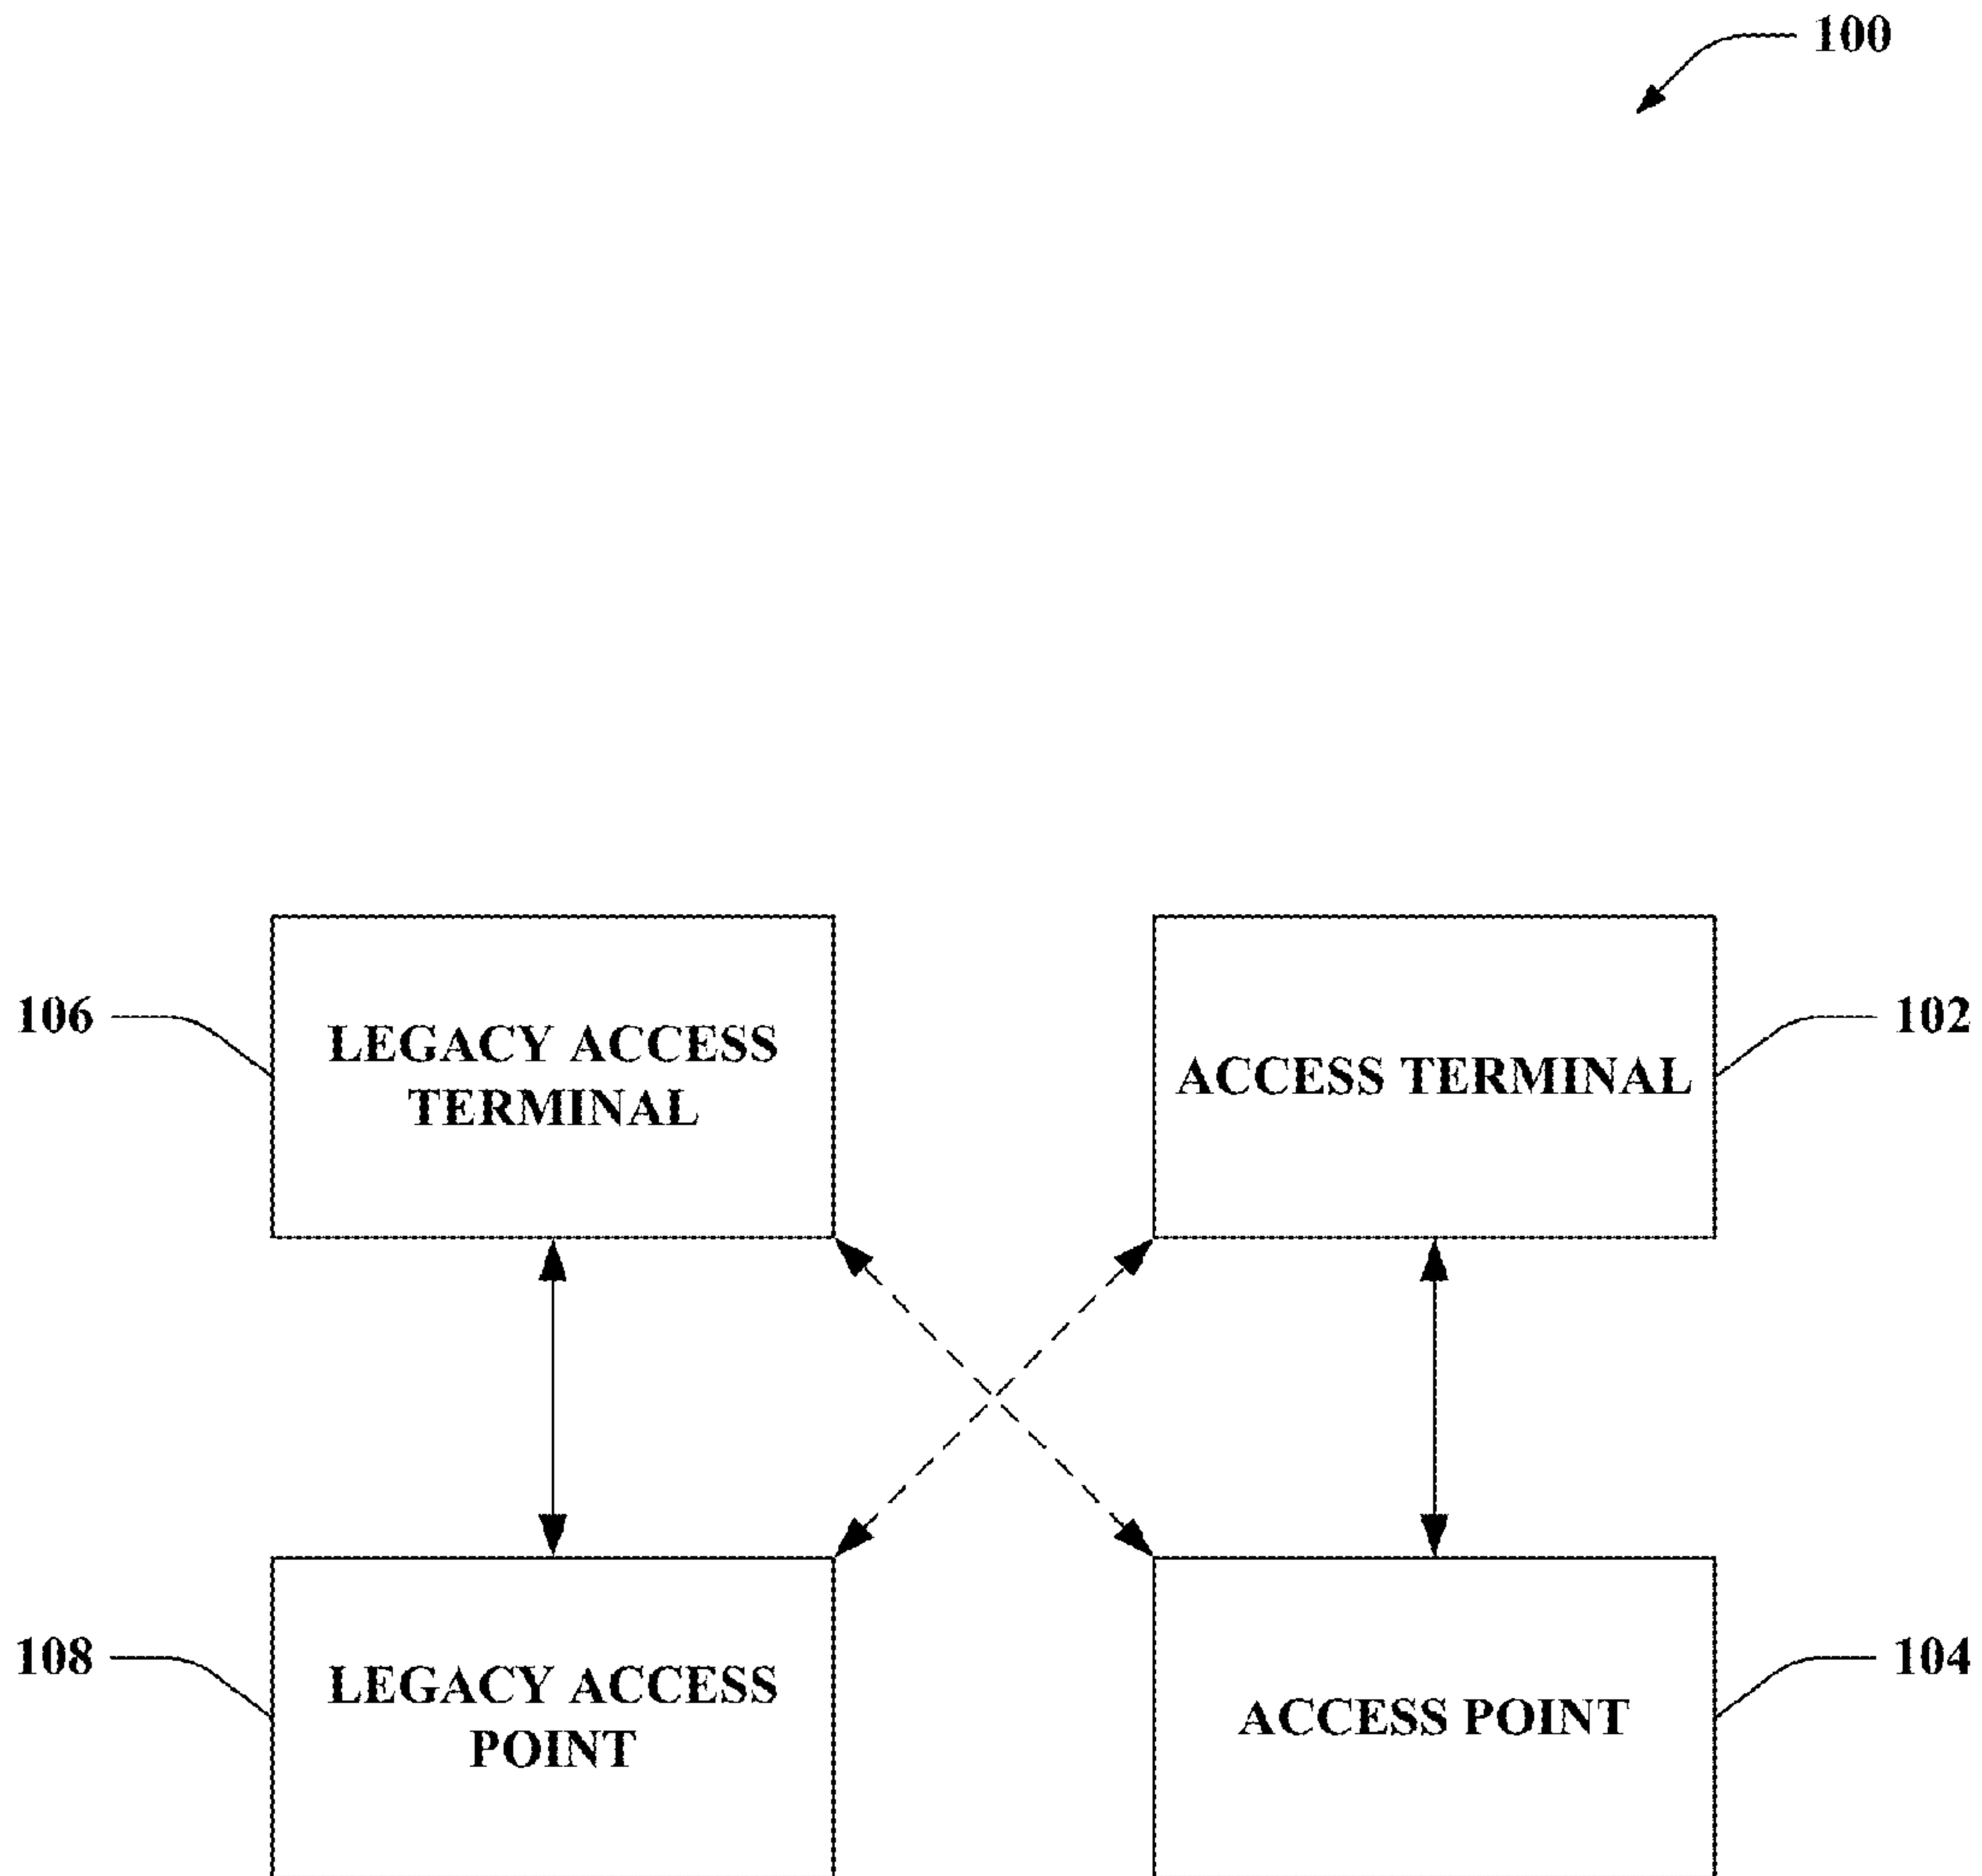 100
106
LEGACY ACCESS
TERMINAL
ACCESS TERMINAL
102
108
LEGACY ACCESS
POINT
ACCESS POINT
104